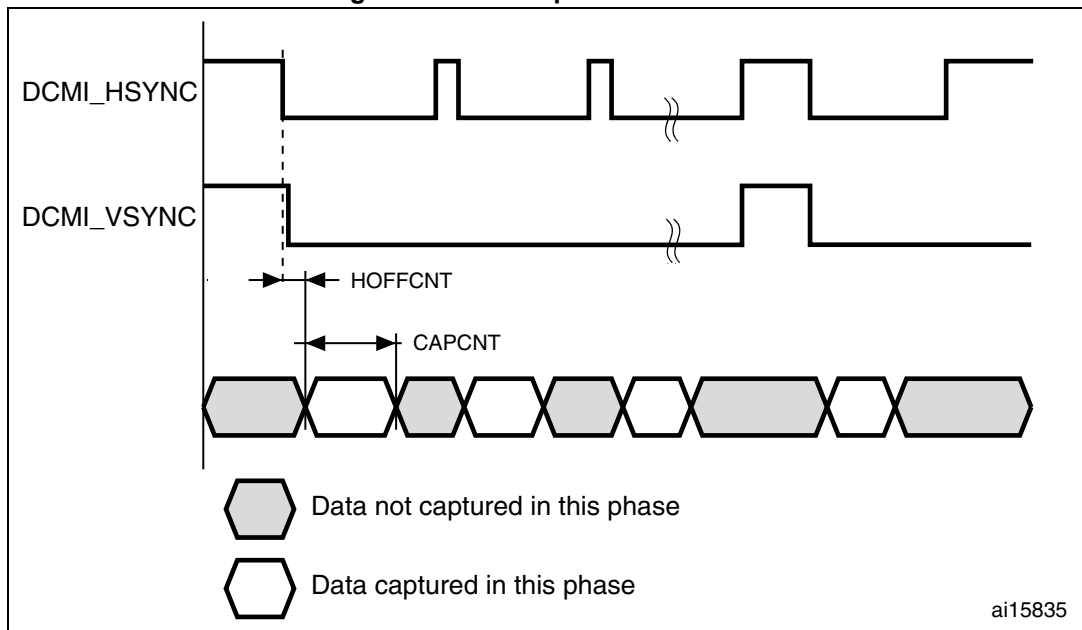 DCMI_HSYNC
DCMI_VSYNC
HOFFCNT
CAPCNT
Data not captured in this phase
Data captured in this phase
ai15835